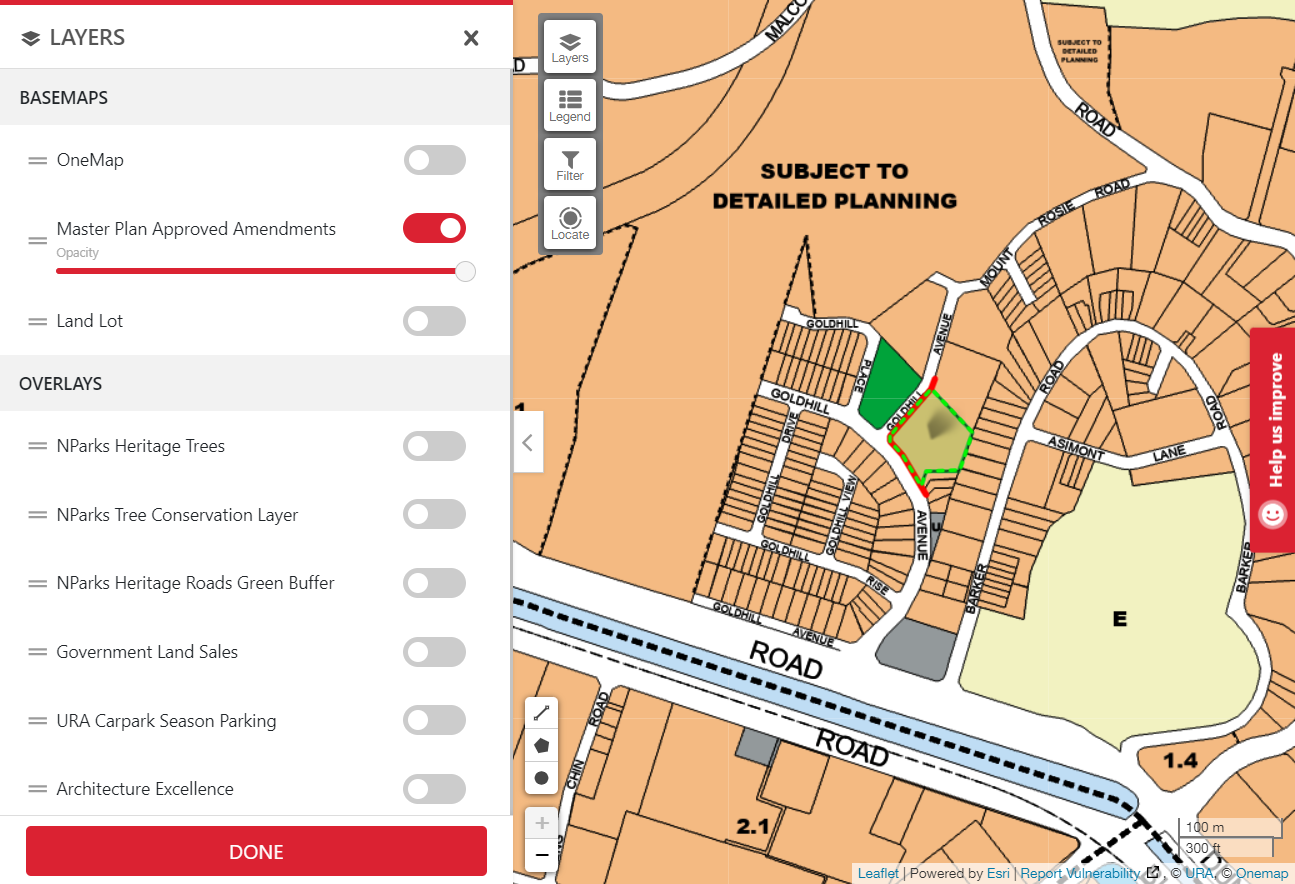 LAYERS
BASEMAPS
OneMap
Master Plan Approved Amendments
Opacity
Land Lot
OVERLAYS
NParks Heritage Trees
NParks Tree Conservation Layer
NParks Heritage Roads Green Buffer
Government Land Sales
URA Carpark Season Parking
Architecture Excellence
DONE
Layers
Legend
Filter
Locate
D
MALCO
SUBJECT TO
DETAILED
PLANNING
ROAD
SUBJECT TO
DETAILED PLANNING
MOUNT
ROSIE
ROAD
GOLDHILL
PLACE
AVENUE
GOLDHILL
GOLDHILL
DRIVE
GOLDHILL
GOLDHILL VIEW
GOLDHILL
RISE
AVENUE
U
GOLDHILL
AVENUE
ROAD
BARKER
ROAD
ASIMONT
LANE
ROAD
BARKER
E
ROAD
ROAD
CHIN
1.4
2.1
Help us improve
+
−
100 m
300 ft
Leaflet | Powered by Esri | Report Vulnerability , © URA, © Onemap